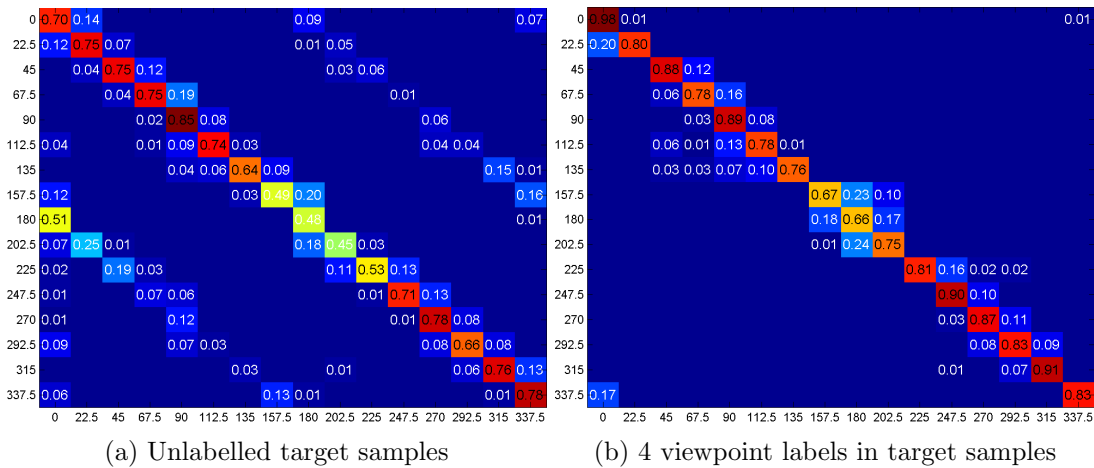 0 0.70 0.14 0.09 0.07 0 0.98 0.01 0.01
22.5 0.12 0.75 0.07 0.01 0.05 22.5 0.20 0.80
45 0.04 0.75 0.12 0.03 0.06 45 0.88 0.12
67.5 0.04 0.75 0.19 0.01 67.5 0.06 0.78 0.16
90 0.02 0.85 0.08 0.06 90 0.03 0.89 0.08
112.5 0.04 0.01 0.09 0.74 0.03 0.04 0.04 112.5 0.06 0.01 0.13 0.78 0.01
135 0.04 0.06 0.64 0.09 0.15 0.01 135 0.03 0.03 0.07 0.10 0.76
157.5 0.12 0.03 0.49 0.20 0.16 157.5 0.67 0.23 0.10
180 0.51 0.48 0.01 180 0.18 0.66 0.17
202.5 0.07 0.25 0.01 0.18 0.45 0.03 202.5 0.01 0.24 0.75
225 0.02 0.19 0.03 0.11 0.53 0.13 225 0.81 0.16 0.02 0.02
247.5 0.01 0.07 0.06 0.01 0.71 0.13 247.5 0.90 0.10
270 0.01 0.12 0.01 0.78 0.08 270 0.03 0.87 0.11
292.5 0.09 0.07 0.03 0.08 0.66 0.08 292.5 0.08 0.83 0.09
315 0.03 0.01 0.06 0.76 0.13 315 0.01 0.07 0.91
337.5 0.06 0.13 0.01 0.01 0.78 337.5 0.17 0.83
0 22.5 45 67.5 90 112.5 135 157.5 180 202.5 225 247.5 270 292.5 315 337.5 0 22.5 45 67.5 90 112.5 135 157.5 180 202.5 225 247.5 270 292.5 315 337.5
(a) Unlabelled target samples (b) 4 viewpoint labels in target samples